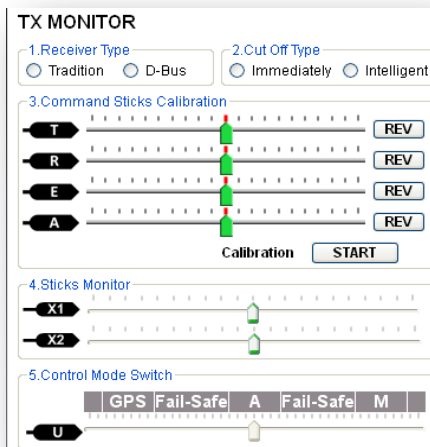 TX MONITOR
1.Receiver Type
Tradition D-Bus
2.Cut Off Type
Immediately Intelligent
3.Command Sticks Calibration
T REV
R REV
E REV
A REV
Calibration START
4.Sticks Monitor
X1
X2
5.Control Mode Switch
GPS Fail-Safe A Fail-Safe M
U